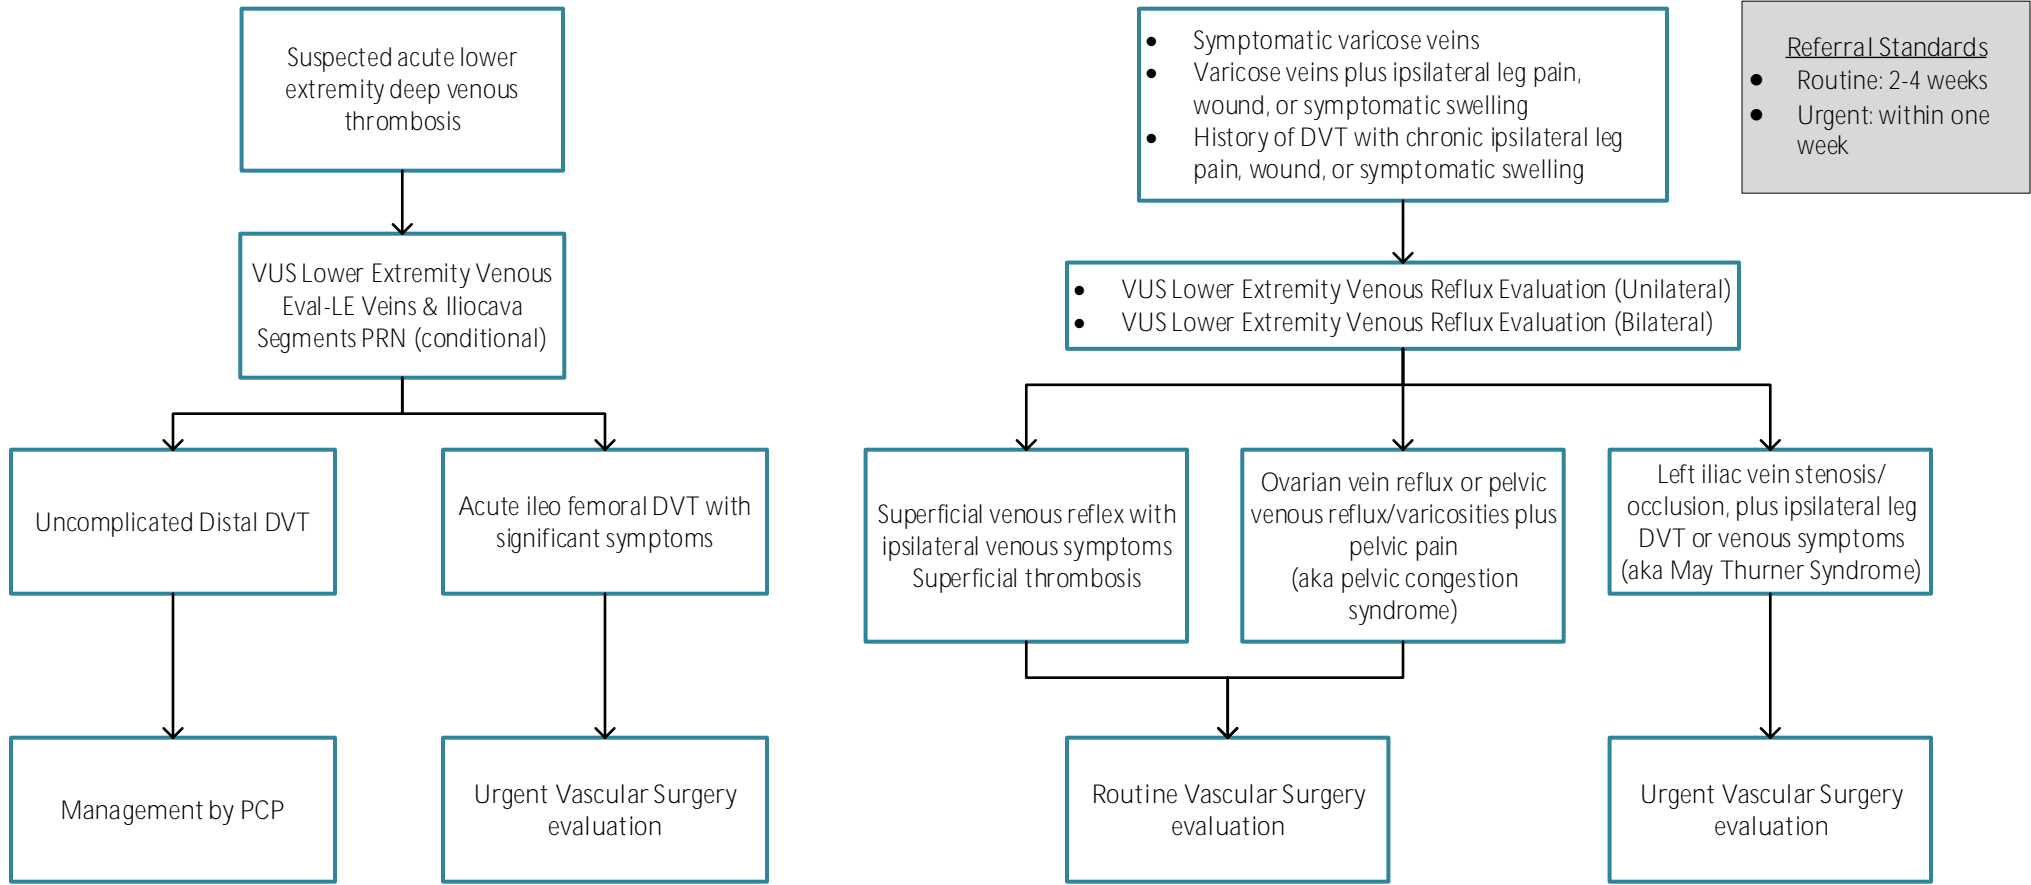 Suspected acute lower
extremity deep venous
thrombosis
VUS Lower Extremity Venous
Eval-LE Veins & Iliocava
Segments PRN (conditional)
Uncomplicated Distal DVT
Acute ileo femoral DVT with
significant symptoms
Management by PCP
Urgent Vascular Surgery
evaluation
• Symptomatic varicose veins
• Varicose veins plus ipsilateral leg pain,
wound, or symptomatic swelling
• History of DVT with chronic ipsilateral leg
pain, wound, or symptomatic swelling
• VUS Lower Extremity Venous Reflux Evaluation (Unilateral)
• VUS Lower Extremity Venous Reflux Evaluation (Bilateral)
Superficial venous reflex with
ipsilateral venous symptoms
Superficial thrombosis
Ovarian vein reflux or pelvic
venous reflux/varicosities plus
pelvic pain
(aka pelvic congestion
syndrome)
Left iliac vein stenosis/
occlusion, plus ipsilateral leg
DVT or venous symptoms
(aka May Thurner Syndrome)
Routine Vascular Surgery
evaluation
Urgent Vascular Surgery
evaluation
Referral Standards
• Routine: 2-4 weeks
• Urgent: within one
week